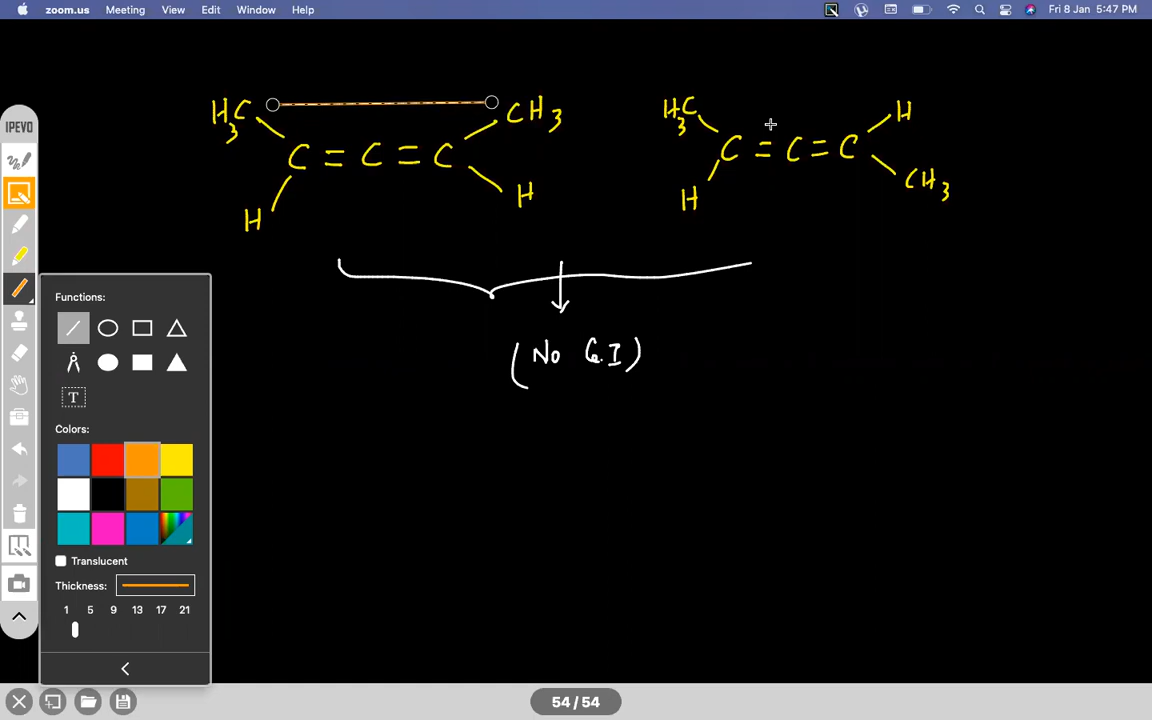 zoom.us Meeting View Edit Window Help
Fri 8 Jan 5:47 PM
IPEVO
H3C CH3
C = C = C
H H
H3C H
C = C = C
H CH3
(No G.I)
Functions:
T
Colors:
Translucent
Thickness:
1 5 9 13 17 21
54 / 54